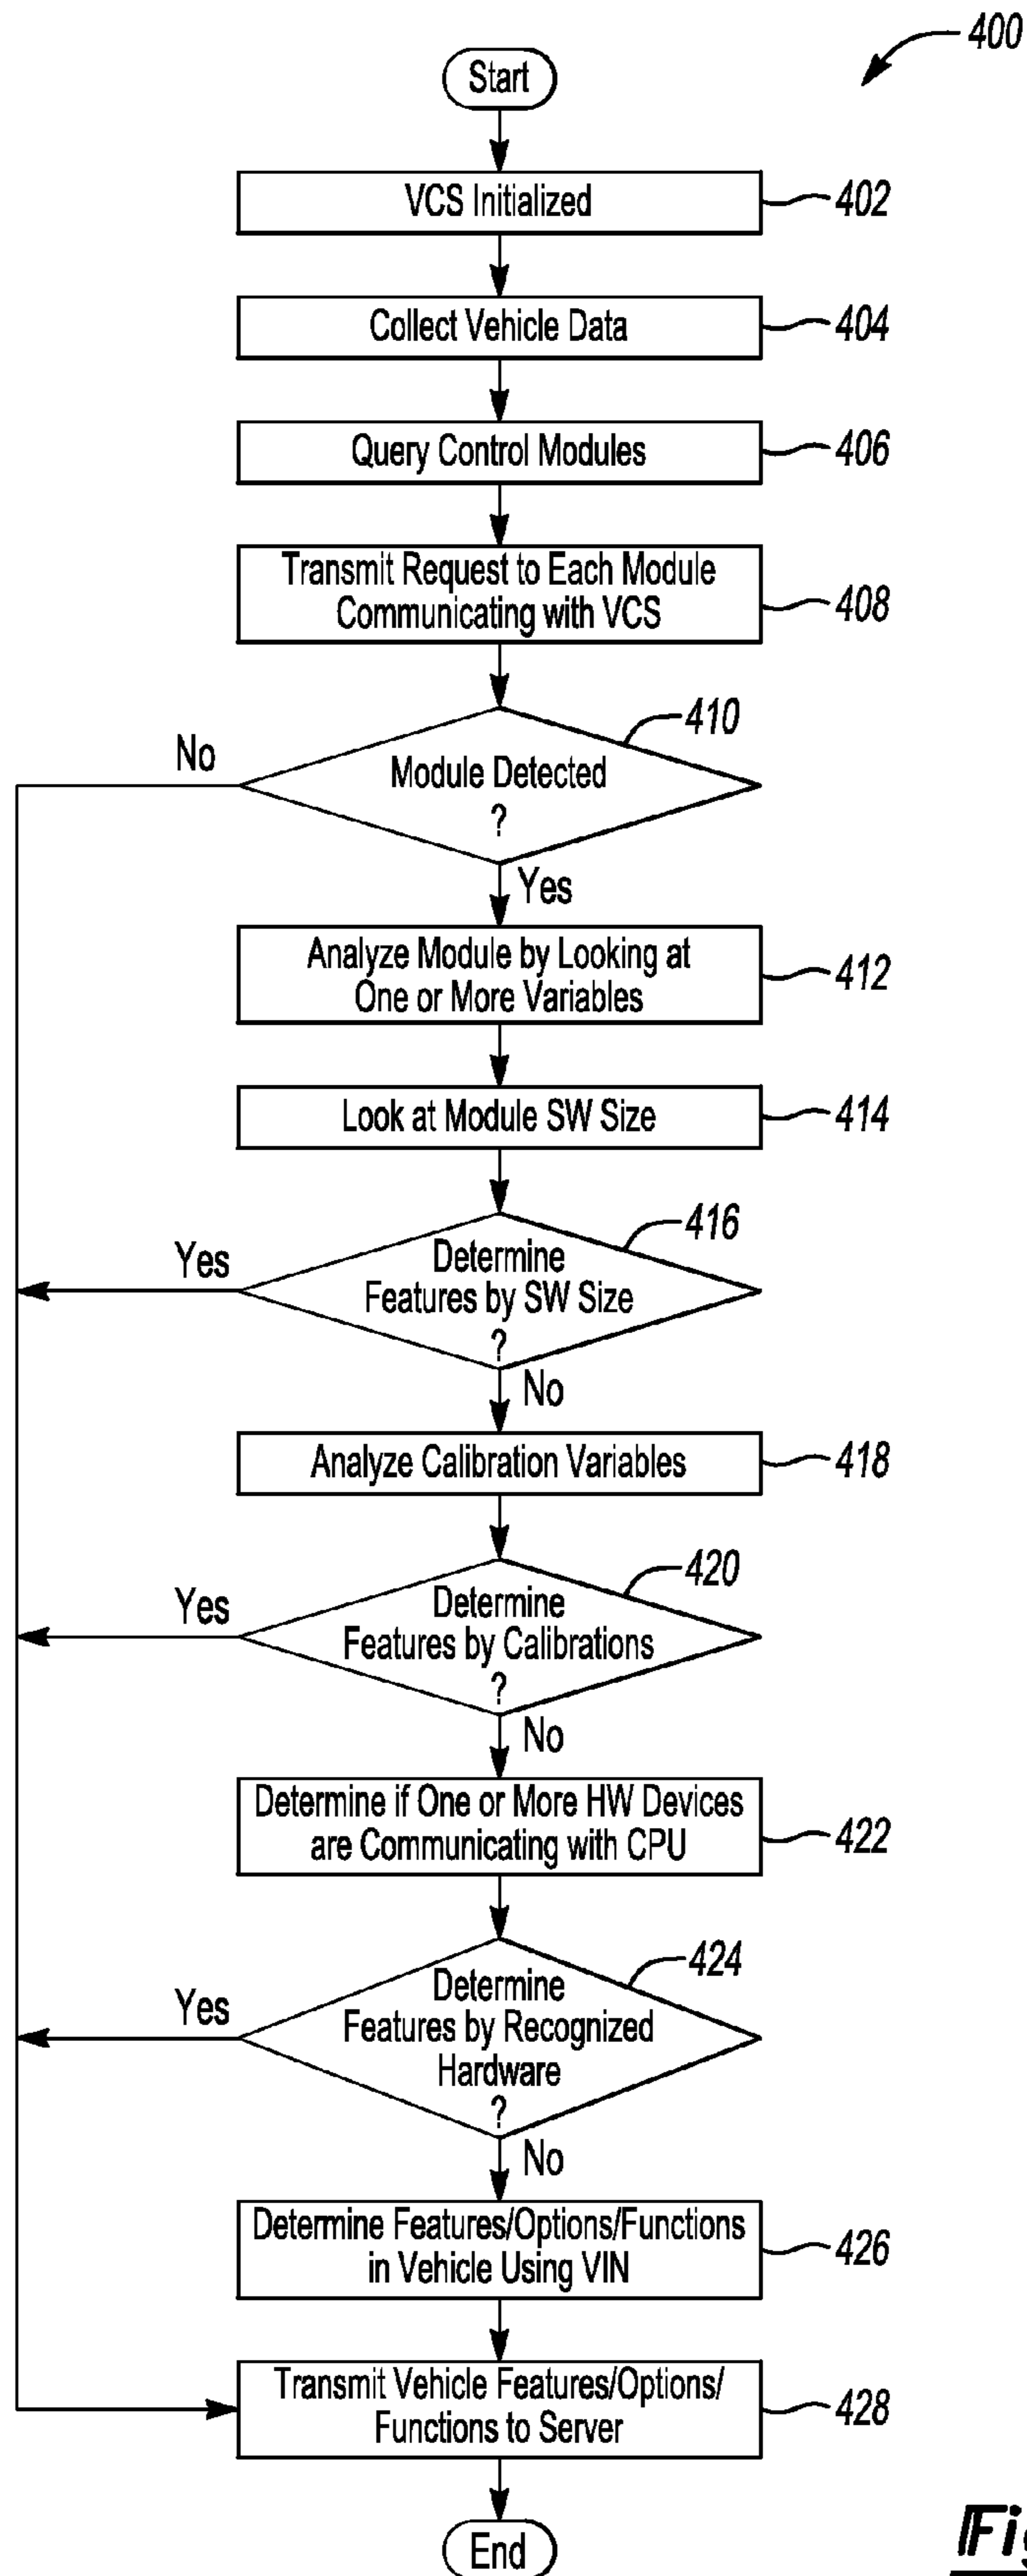 400
Start
VCS Initialized
402
Collect Vehicle Data
404
Query Control Modules
406
Transmit Request to Each Module
Communicating with VCS
408
410
No
Module Detected
?
Yes
Analyze Module by Looking at
One or More Variables
412
Look at Module SW Size
414
416
Yes
Determine
Features by SW Size
?
No
Analyze Calibration Variables
418
420
Yes
Determine
Features by Calibrations
?
No
Determine if One or More HW Devices
are Communicating with CPU
422
424
Yes
Determine
Features by Recognized
Hardware
?
No
Determine Features/Options/Functions
in Vehicle Using VIN
426
Transmit Vehicle Features/Options/
Functions to Server
428
End